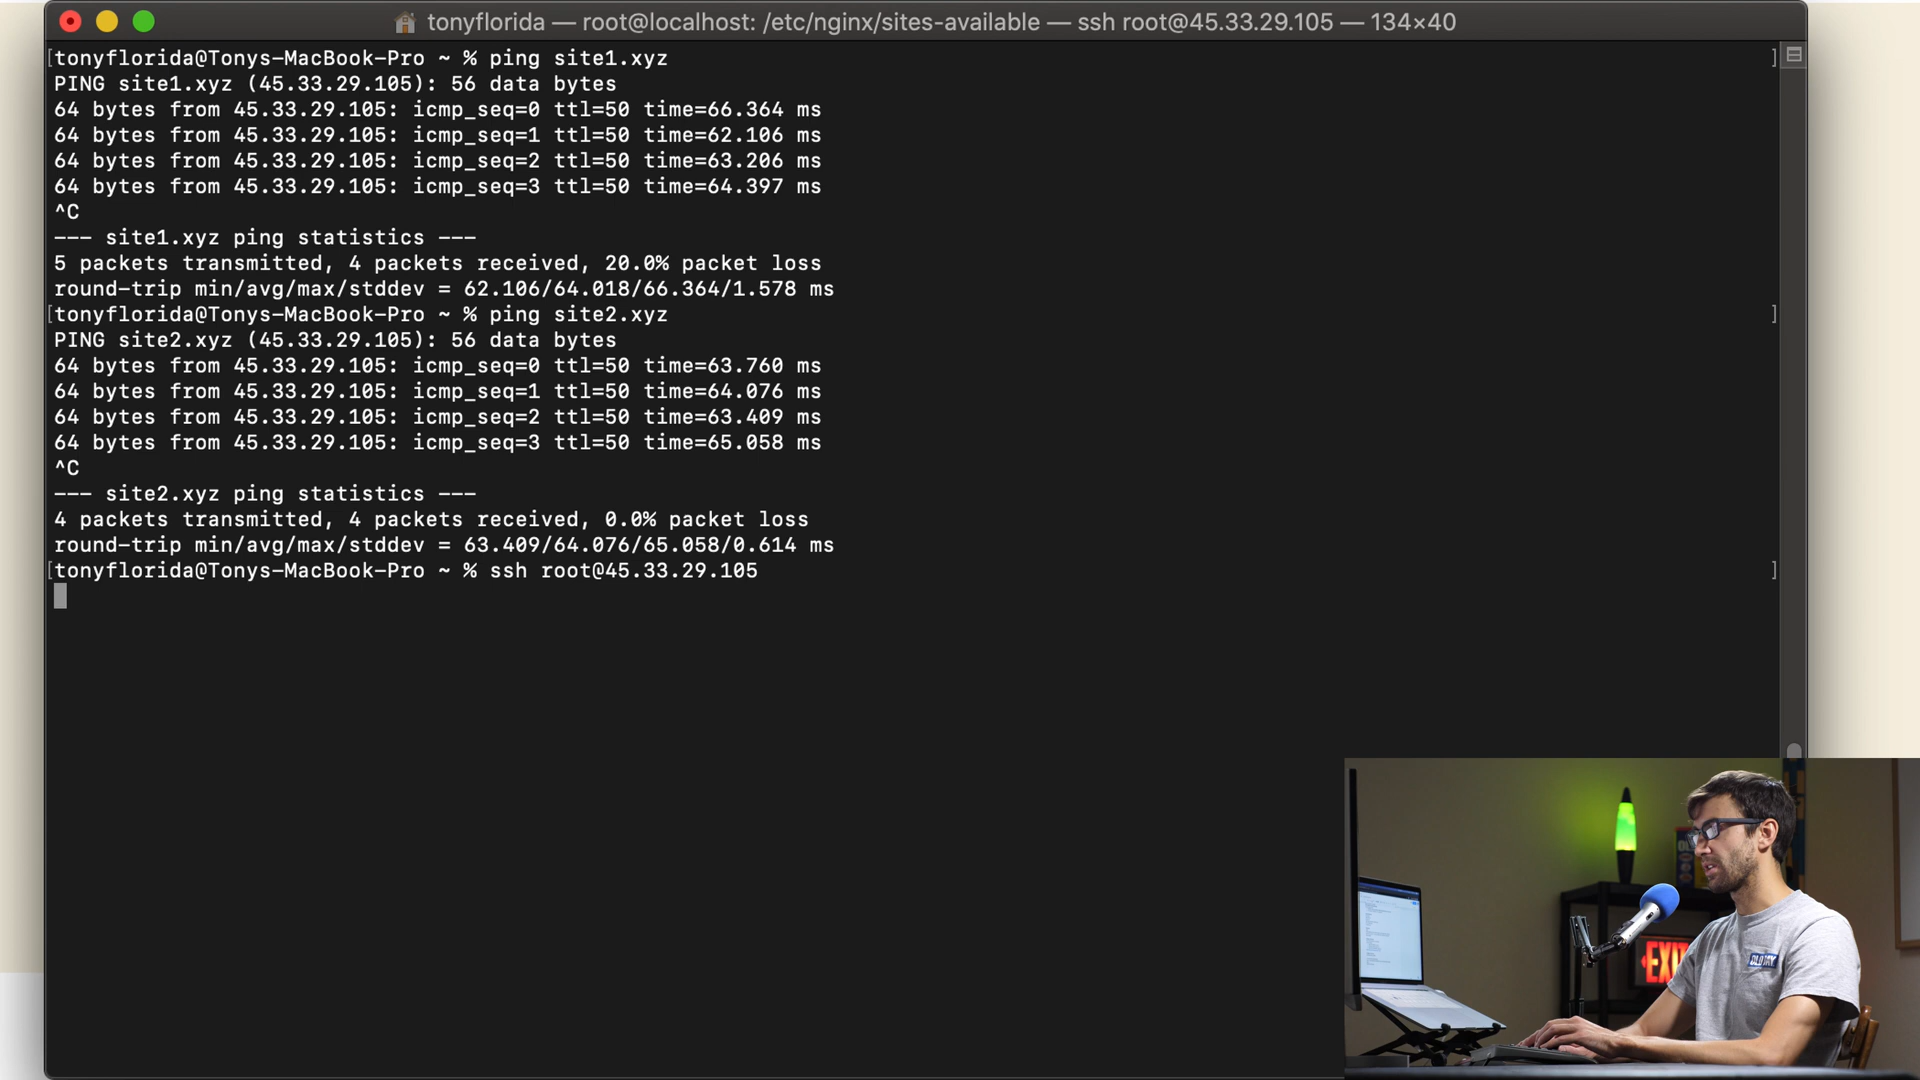 tonyflorida — root@localhost: /etc/nginx/sites-available — ssh root@45.33.29.105 — 134×40
[tonyflorida@Tonys-MacBook-Pro ~ % ping site1.xyz ]
PING site1.xyz (45.33.29.105): 56 data bytes
64 bytes from 45.33.29.105: icmp_seq=0 ttl=50 time=66.364 ms
64 bytes from 45.33.29.105: icmp_seq=1 ttl=50 time=62.106 ms
64 bytes from 45.33.29.105: icmp_seq=2 ttl=50 time=63.206 ms
64 bytes from 45.33.29.105: icmp_seq=3 ttl=50 time=64.397 ms
^C
--- site1.xyz ping statistics ---
5 packets transmitted, 4 packets received, 20.0% packet loss
round-trip min/avg/max/stddev = 62.106/64.018/66.364/1.578 ms
[tonyflorida@Tonys-MacBook-Pro ~ % ping site2.xyz ]
PING site2.xyz (45.33.29.105): 56 data bytes
64 bytes from 45.33.29.105: icmp_seq=0 ttl=50 time=63.760 ms
64 bytes from 45.33.29.105: icmp_seq=1 ttl=50 time=64.076 ms
64 bytes from 45.33.29.105: icmp_seq=2 ttl=50 time=63.409 ms
64 bytes from 45.33.29.105: icmp_seq=3 ttl=50 time=65.058 ms
^C
--- site2.xyz ping statistics ---
4 packets transmitted, 4 packets received, 0.0% packet loss
round-trip min/avg/max/stddev = 63.409/64.076/65.058/0.614 ms
[tonyflorida@Tonys-MacBook-Pro ~ % ssh root@45.33.29.105 ]
EXIT